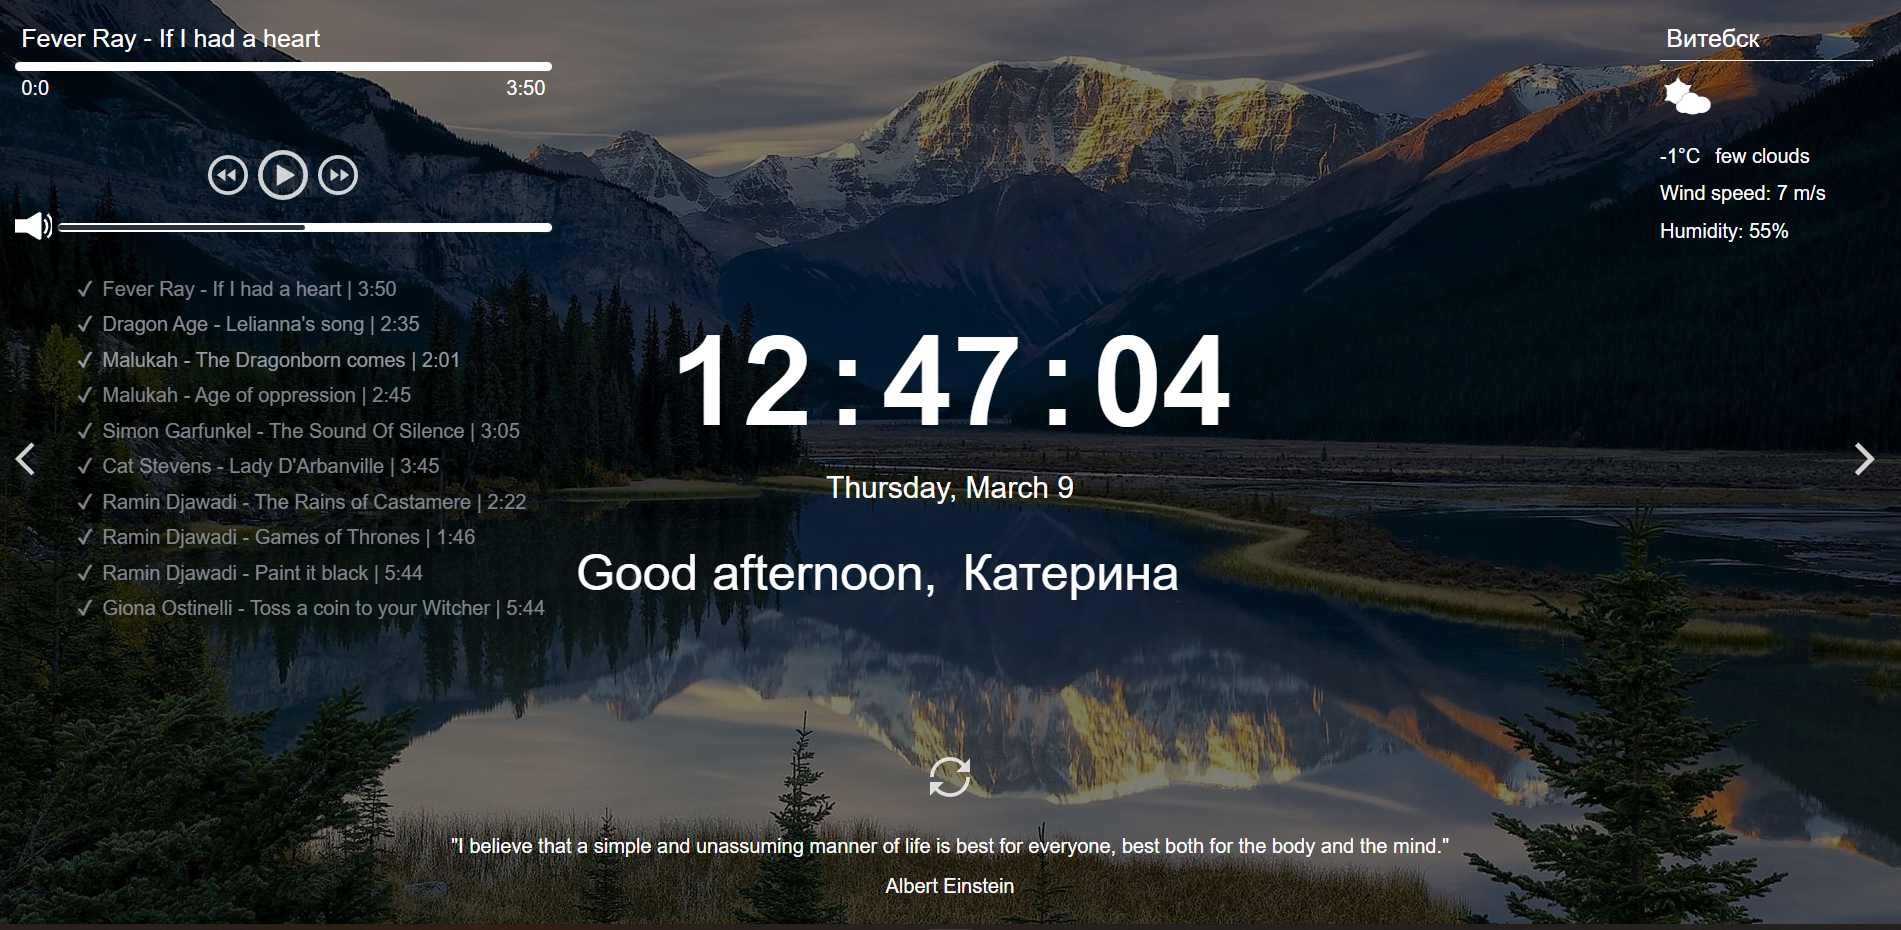 Fever Ray - If I had a heart
0:0 3:50
Fever Ray - If I had a heart | 3:50
Dragon Age - Lelianna's song | 2:35
Malukah - The Dragonborn comes | 2:01
Malukah - Age of oppression | 2:45
Simon Garfunkel - The Sound Of Silence | 3:05
Cat Stevens - Lady D'Arbanville | 3:45
Ramin Djawadi - The Rains of Castamere | 2:22
Ramin Djawadi - Games of Thrones | 1:46
Ramin Djawadi - Paint it black | 5:44
Giona Ostinelli - Toss a coin to your Witcher | 5:44
Витебск
-1°C few clouds
Wind speed: 7 m/s
Humidity: 55%
12:47:04
Thursday, March 9
Good afternoon, Катерина
"I believe that a simple and unassuming manner of life is best for everyone, best both for the body and the mind."
Albert Einstein